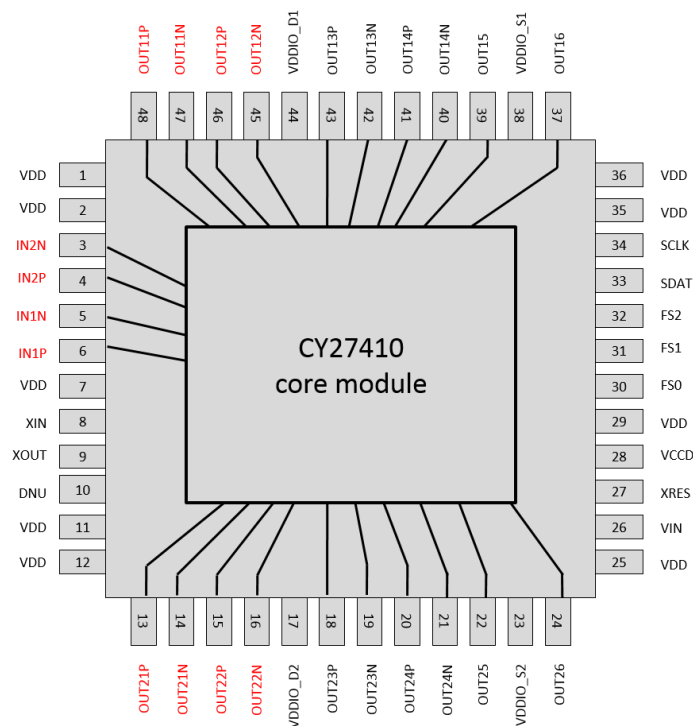 OUT11P
OUT11N
OUT12P
OUT12N
VDDIO_D1
OUT13P
OUT13N
OUT14P
OUT14N
OUT15
VDDIO_S1
OUT16
48
47
46
45
44
43
42
41
40
39
38
37
VDD 1
VDD 2
IN2N 3
IN2P 4
IN1N 5
IN1P 6
VDD 7
XIN 8
XOUT 9
DNU 10
VDD 11
VDD 12
CY27410
core module
36 VDD
35 VDD
34 SCLK
33 SDAT
32 FS2
31 FS1
30 FS0
29 VDD
28 VCCD
27 XRES
26 VIN
25 VDD
13
14
15
16
17
18
19
20
21
22
23
24
OUT21P
OUT21N
OUT22P
OUT22N
VDDIO_D2
OUT23P
OUT23N
OUT24P
OUT24N
OUT25
VDDIO_S2
OUT26